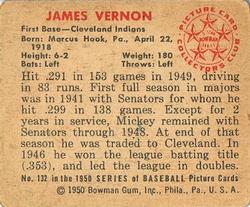 JAMES VERNON
First Base—Cleveland Indians
Born: Marcus Hook, Pa., April 22,
1918
Height: 6-2 Weight: 180
Bats: Left Throws: Left
Hit .291 in 153 games in 1949, driving
in 83 runs. First full season in majors
was in 1941 with Senators for whom he
hit .299 in 138 games. Except for 2
years in service, Mickey remained with
Senators through 1948. At end of that
season he was traded to Cleveland. In
1946 he won the league batting title
(.353), and led the league in doubles.
No. 132 in the 1950 SERIES of BASEBALL Picture Cards
©1950 Bowman Gum, Inc., Phila., Pa., U. S. A.
PICTURE CARD
COLLECTORS CLUB
BOWMAN